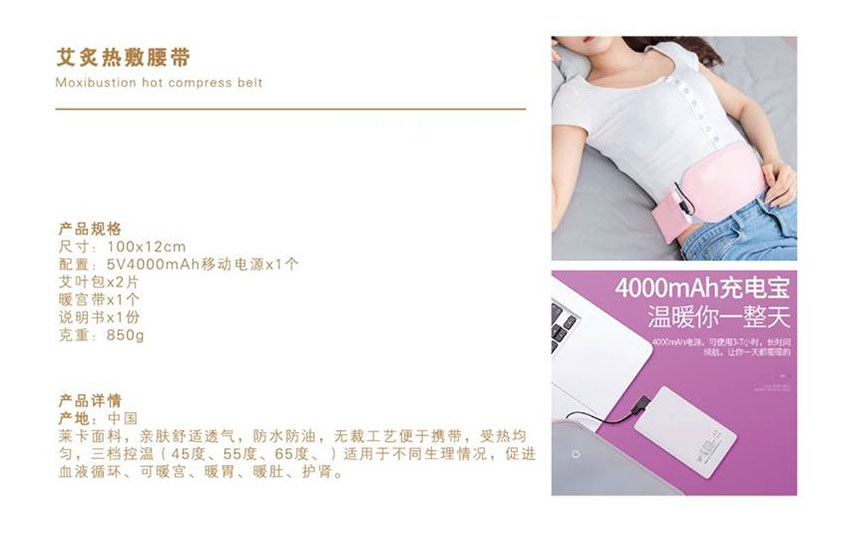 艾炙热敷腰带
Moxibustion hot compress belt
产品规格
尺寸：100x12cm
配置：5V4000mAh移动电源x1个
艾叶包x2片
暖宫带x1个
说明书x1份
克重：850g
产品详情
产地：中国
莱卡面料，亲肤舒适透气，防水防油，无裁工艺便于携带，受热均
匀，三档控温（45度、55度、65度、）适用于不同生理情况，促进
血液循环、可暖宫、暖胃、暖肚、护肾。
4000mAh充电宝
温暖你一整天
4000mAh电源，可使用3-7小时，长时间
续航，让你一天都暖暖的